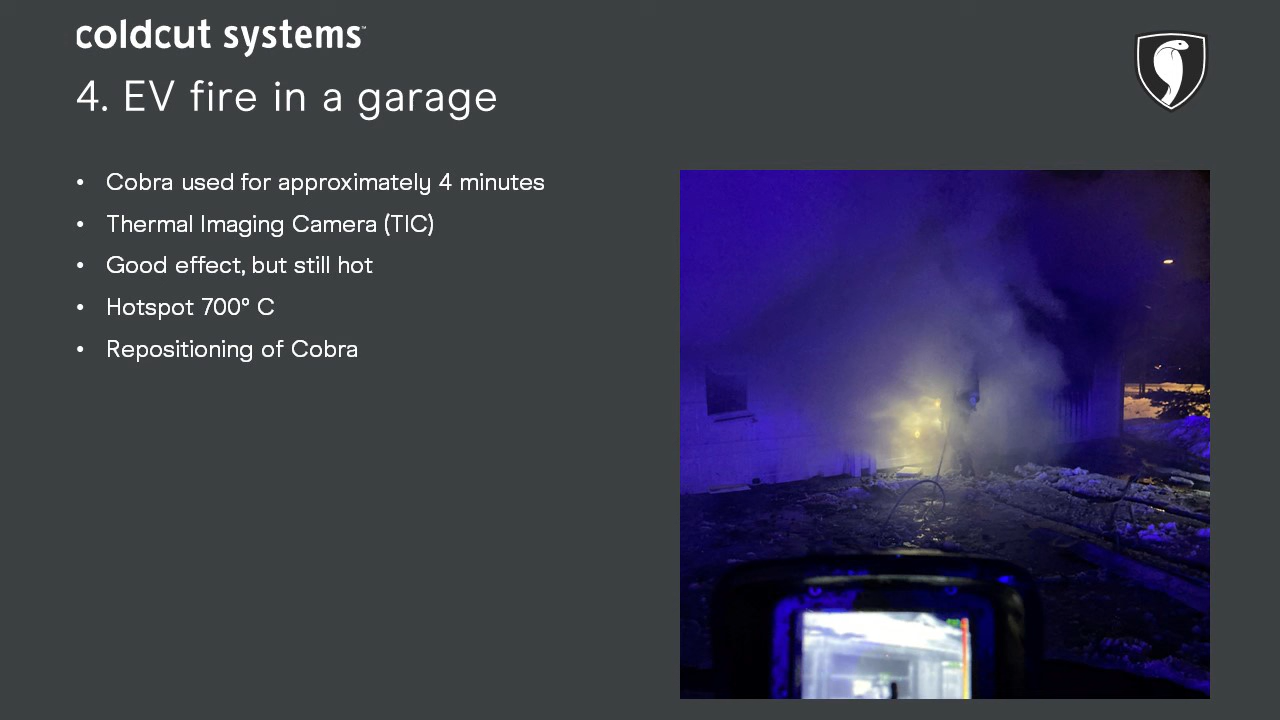 coldcut systems™
4. EV fire in a garage
• Cobra used for approximately 4 minutes
• Thermal Imaging Camera (TIC)
• Good effect, but still hot
• Hotspot 700° C
• Repositioning of Cobra